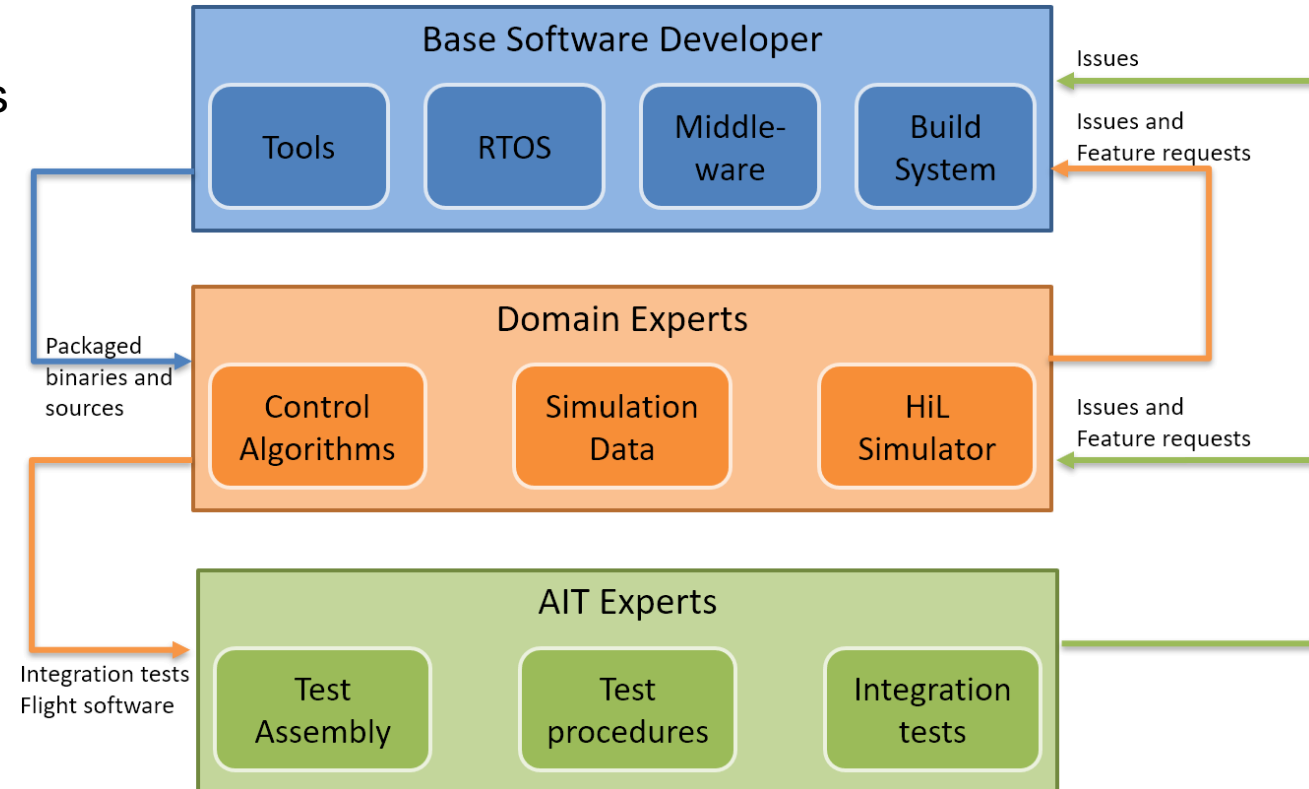 s
Base Software Developer
Tools
RTOS
Middle-
ware
Build
System
Issues
Issues and
Feature requests
Domain Experts
Packaged
binaries and
sources
Control
Algorithms
Simulation
Data
HiL
Simulator
Issues and
Feature requests
AIT Experts
Integration tests
Flight software
Test
Assembly
Test
procedures
Integration
tests